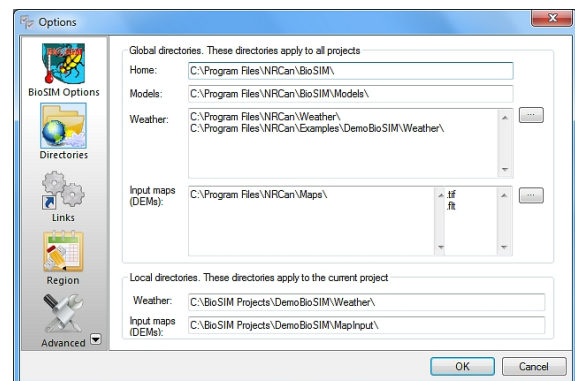 Options
BioSIM Options
Directories
Links
Region
Advanced
Global directories. These directories apply to all projects
Home: C:\Program Files\NRCan\BioSIM\
Models: C:\Program Files\NRCan\BioSIM\Models\
Weather: C:\Program Files\NRCan\Weather\
C:\Program Files\NRCan\Examples\DemoBioSIM\Weather\
...
Input maps C:\Program Files\NRCan\Maps\ .tif
(DEMs): .flt
...
Local directories. These directories apply to the current project
Weather: C:\BioSIM Projects\DemoBioSIM\Weather\
Input maps C:\BioSIM Projects\DemoBioSIM\MapInput\
(DEMs):
OK Cancel